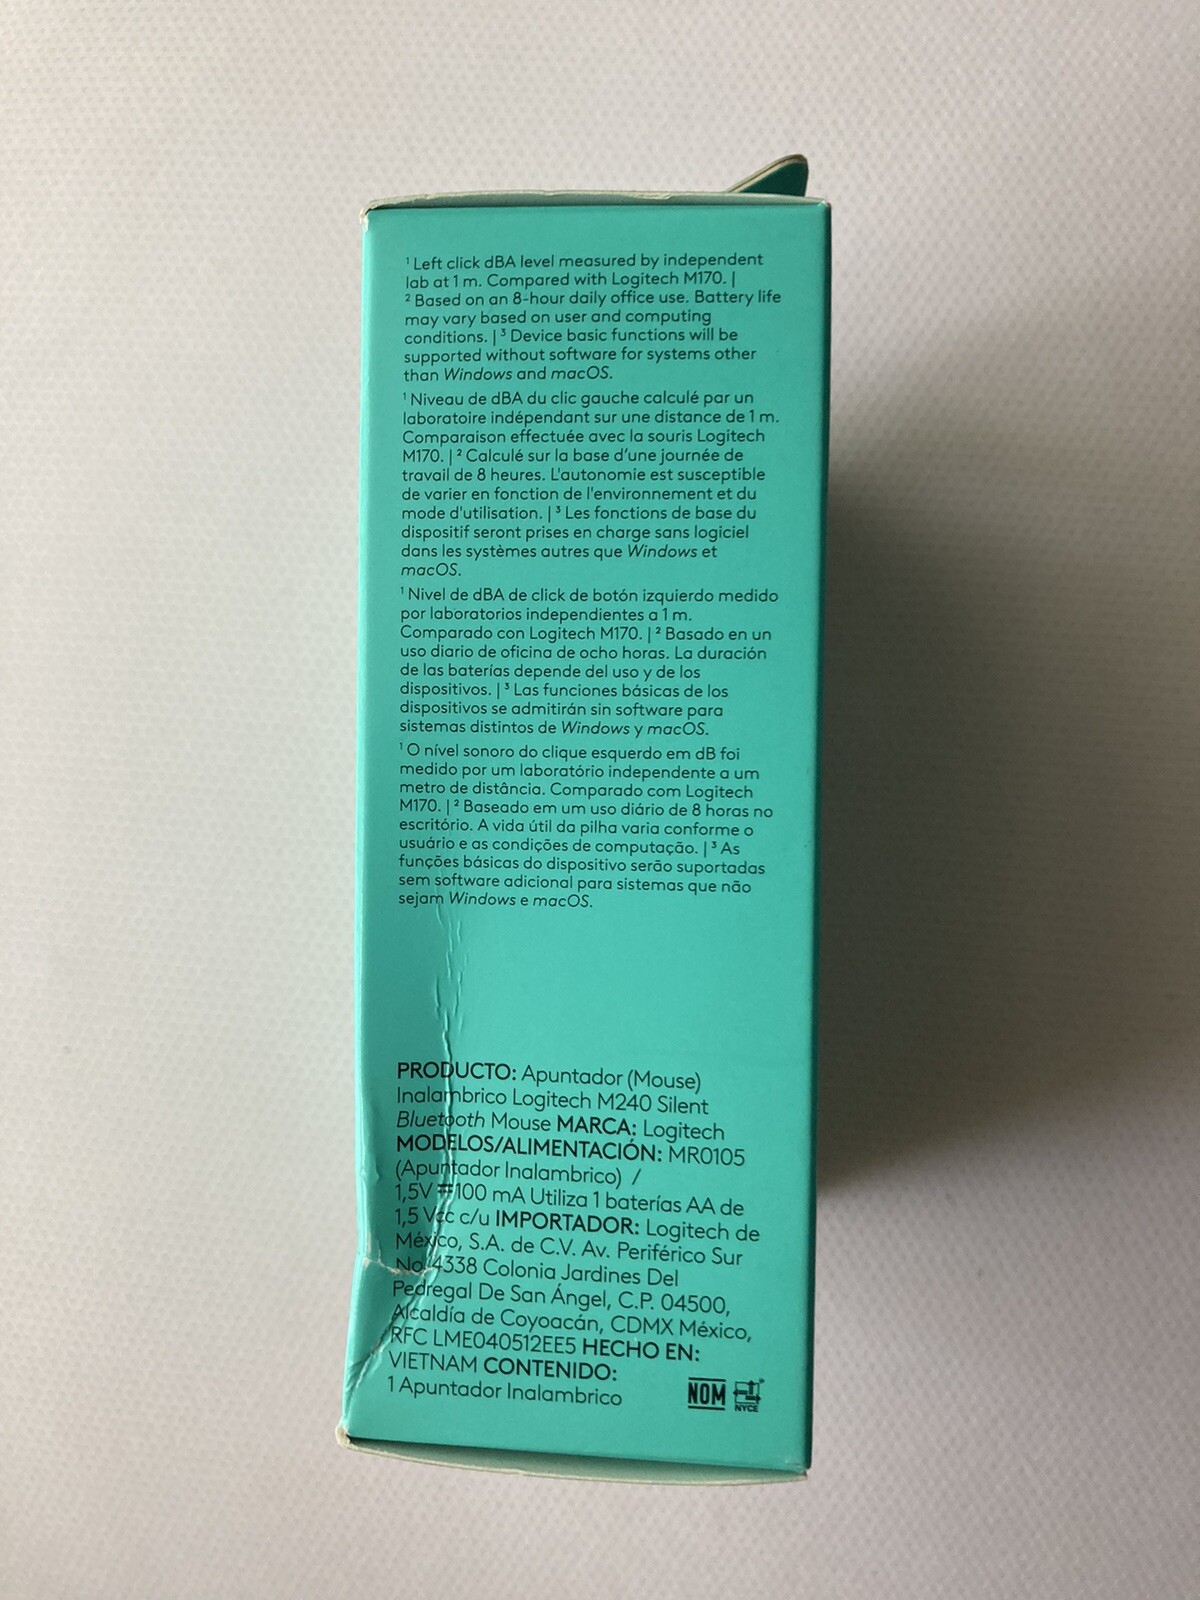 ¹ Left click dBA level measured by independent
lab at 1 m. Compared with Logitech M170. |
² Based on an 8-hour daily office use. Battery life
may vary based on user and computing
conditions. | ³ Device basic functions will be
supported without software for systems other
than Windows and macOS.
¹ Niveau de dBA du clic gauche calculé par un
laboratoire indépendant sur une distance de 1 m.
Comparaison effectuée avec la souris Logitech
M170. | ² Calculé sur la base d'une journée de
travail de 8 heures. L'autonomie est susceptible
de varier en fonction de l'environnement et du
mode d'utilisation. | ³ Les fonctions de base du
dispositif seront prises en charge sans logiciel
dans les systèmes autres que Windows et
macOS.
¹ Nivel de dBA de click de botón izquierdo medido
por laboratorios independientes a 1 m.
Comparado con Logitech M170. | ² Basado en un
uso diario de oficina de ocho horas. La duración
de las baterías depende del uso y de los
dispositivos. | ³ Las funciones básicas de los
dispositivos se admitirán sin software para
sistemas distintos de Windows y macOS.
¹ O nível sonoro do clique esquerdo em dB foi
medido por um laboratório independente a um
metro de distância. Comparado com Logitech
M170. | ² Baseado em um uso diário de 8 horas no
escritório. A vida útil da pilha varia conforme o
usuário e as condições de computação. | ³ As
funções básicas do dispositivo serão suportadas
sem software adicional para sistemas que não
sejam Windows e macOS.
PRODUCTO: Apuntador (Mouse)
Inalambrico Logitech M240 Silent
Bluetooth Mouse MARCA: Logitech
MODELOS/ALIMENTACIÓN: MR0105
(Apuntador Inalambrico) /
1,5V ⎓ 100 mA Utiliza 1 baterías AA de
1,5 Vcc c/u IMPORTADOR: Logitech de
México, S.A. de C.V. Av. Periférico Sur
No. 4338 Colonia Jardines Del
Pedregal De San Ángel, C.P. 04500,
Alcaldía de Coyoacán, CDMX México,
RFC LME040512EE5 HECHO EN:
VIETNAM CONTENIDO:
1 Apuntador Inalambrico
NOM NYCE